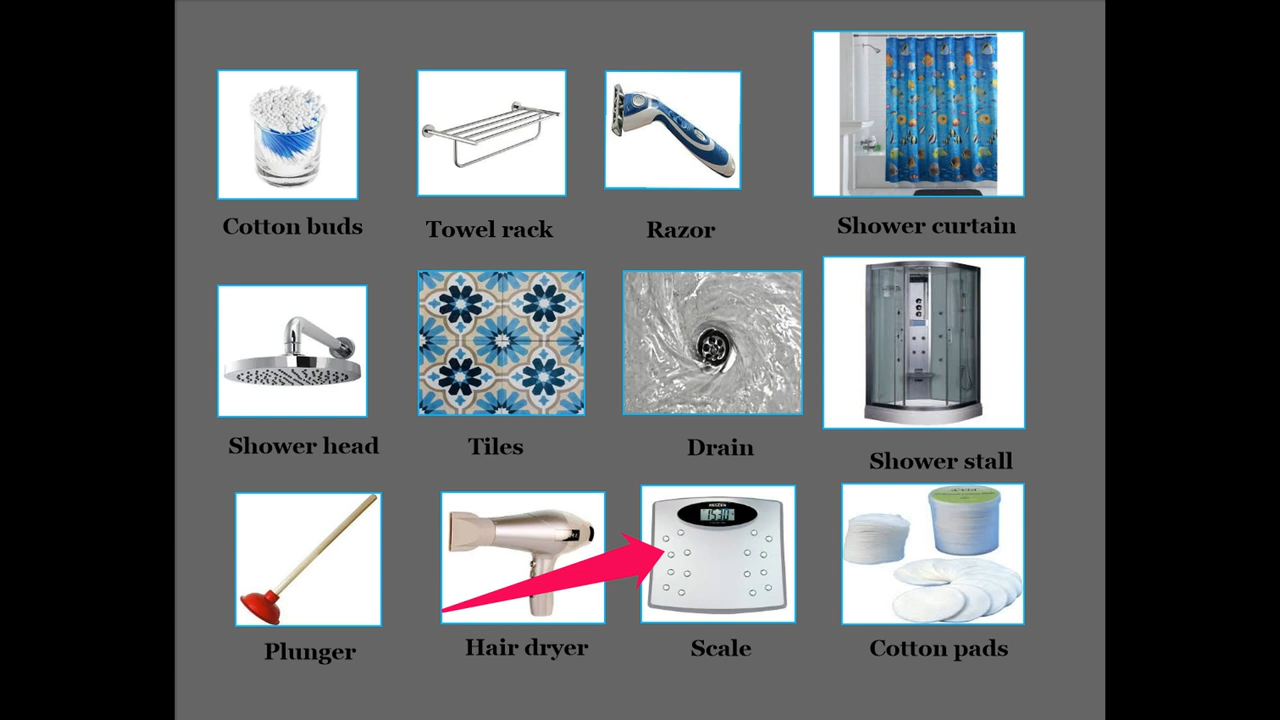 Cotton buds
Towel rack
Razor
Shower curtain
Shower head
Tiles
Drain
Shower stall
Plunger
Hair dryer
Scale
Cotton pads